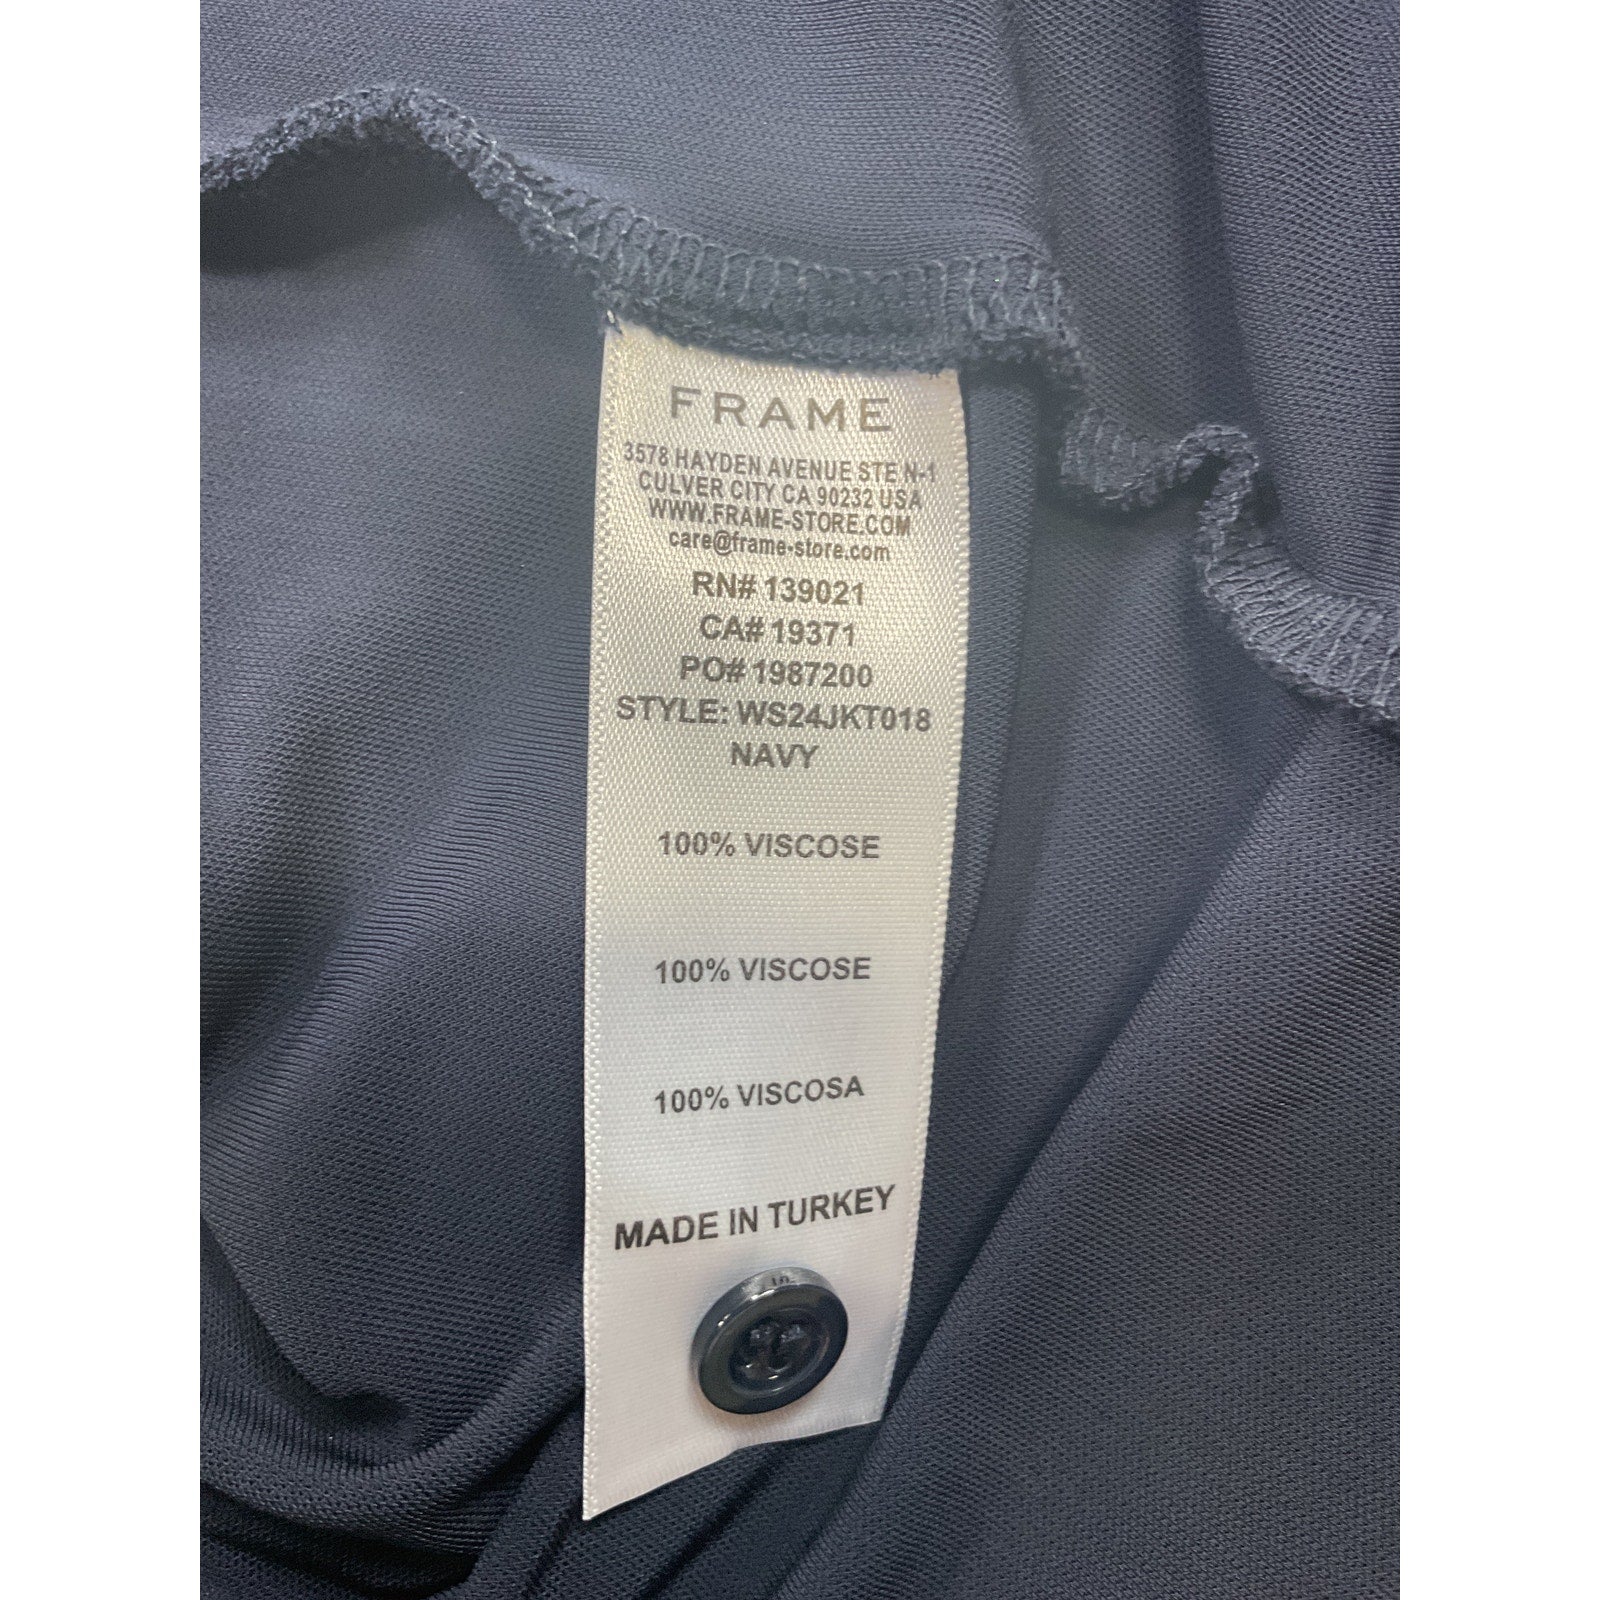 FRAME
3578 HAYDEN AVENUE STE N-1
CULVER CITY CA 90232 USA
WWW.FRAME-STORE.COM
care@frame-store.com
RN# 139021
CA# 19371
PO# 1987200
STYLE: WS24JKT018
NAVY
100% VISCOSE
100% VISCOSE
100% VISCOSA
MADE IN TURKEY